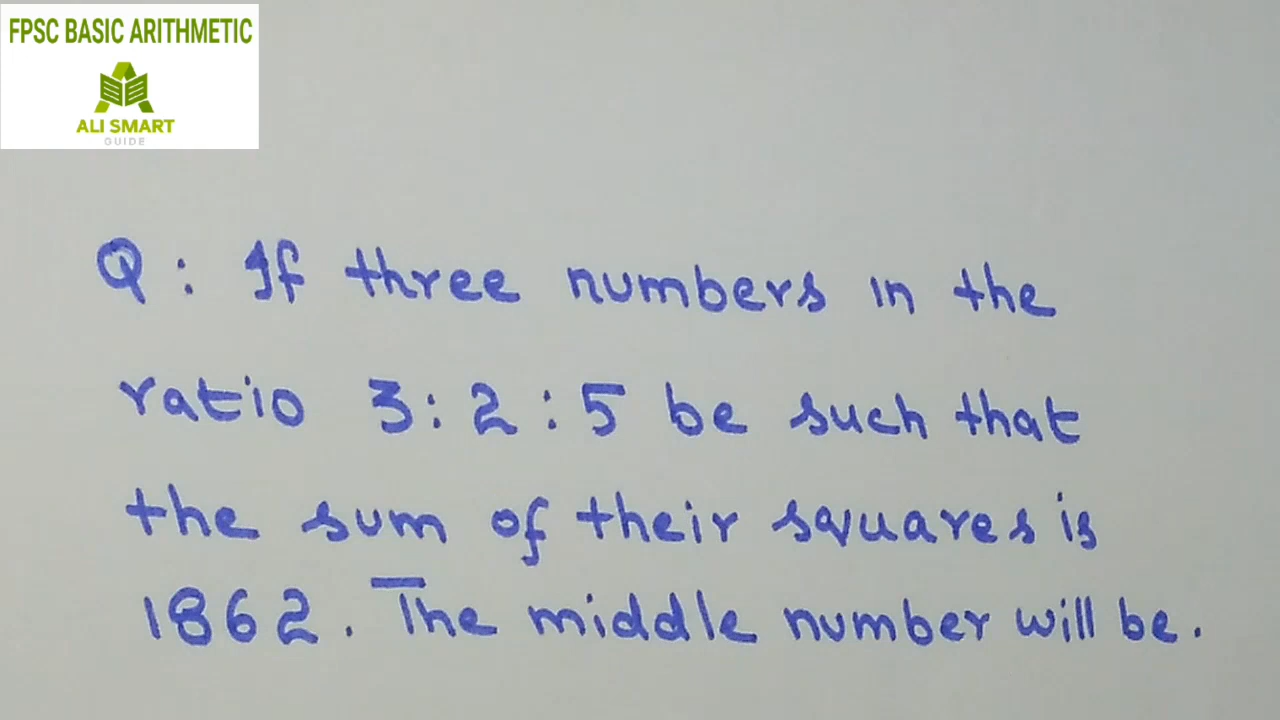 FPSC BASIC ARITHMETIC
ALI SMART
GUIDE
Q: If three numbers in the
ratio 3:2:5 be such that
the sum of their squares is
1862. The middle number will be.